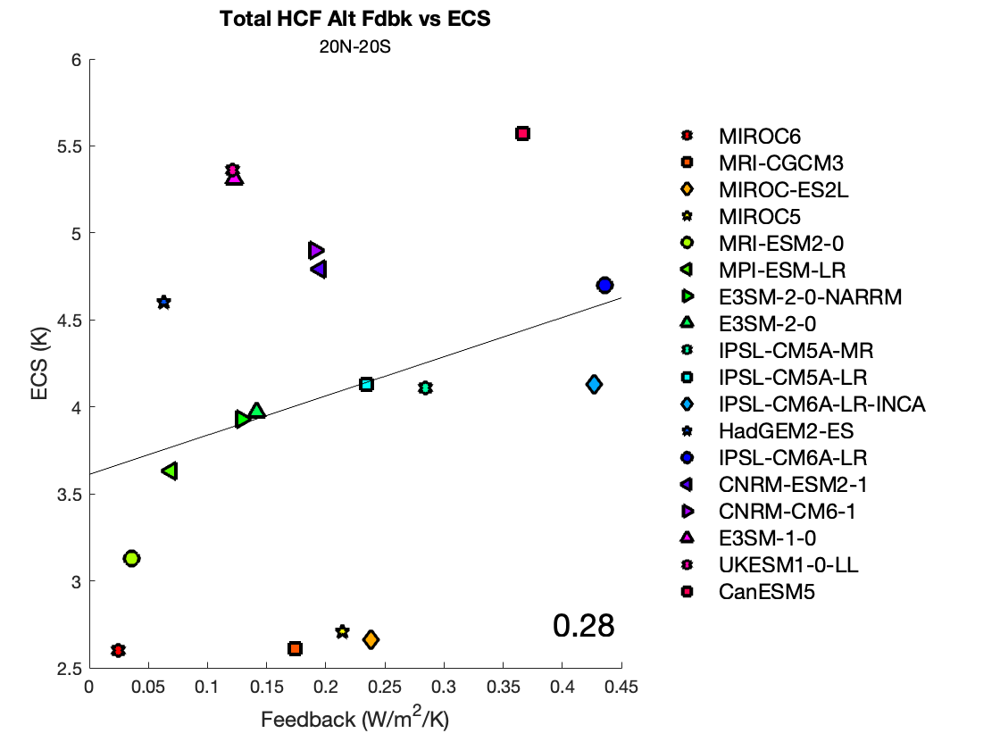 Total HCF Alt Fdbk vs ECS
20N-20S
6
5.5
5
4.5
4
3.5
3
2.5
ECS (K)
0 0.05 0.1 0.15 0.2 0.25 0.3 0.35 0.4 0.45
Feedback (W/m²/K)
0.28
MIROC6
MRI-CGCM3
MIROC-ES2L
MIROC5
MRI-ESM2-0
MPI-ESM-LR
E3SM-2-0-NARRM
E3SM-2-0
IPSL-CM5A-MR
IPSL-CM5A-LR
IPSL-CM6A-LR-INCA
HadGEM2-ES
IPSL-CM6A-LR
CNRM-ESM2-1
CNRM-CM6-1
E3SM-1-0
UKESM1-0-LL
CanESM5